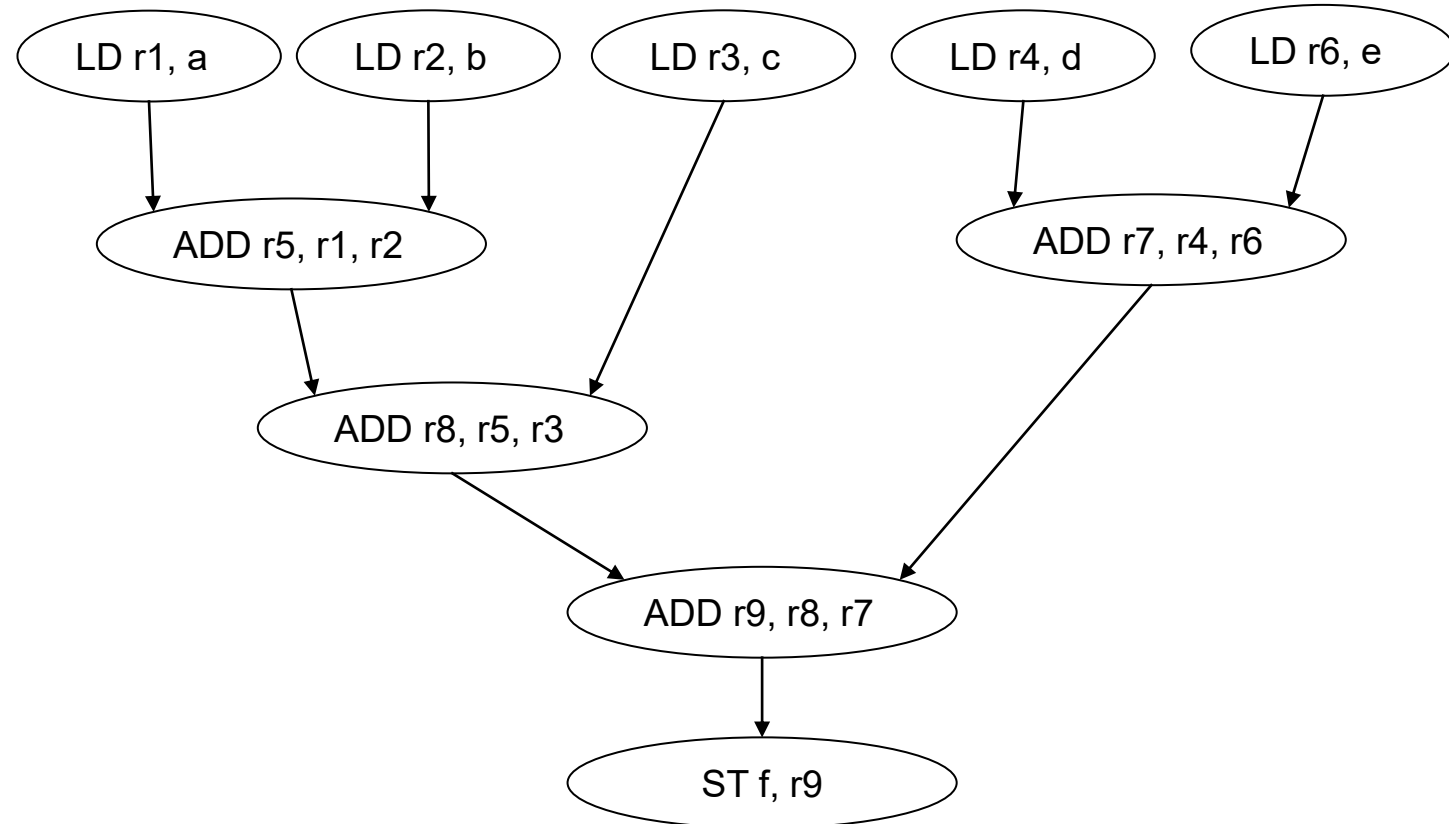 LD r1, a
LD r2, b
LD r3, c
LD r4, d
LD r6, e
ADD r5, r1, r2
ADD r7, r4, r6
ADD r8, r5, r3
ADD r9, r8, r7
ST f, r9